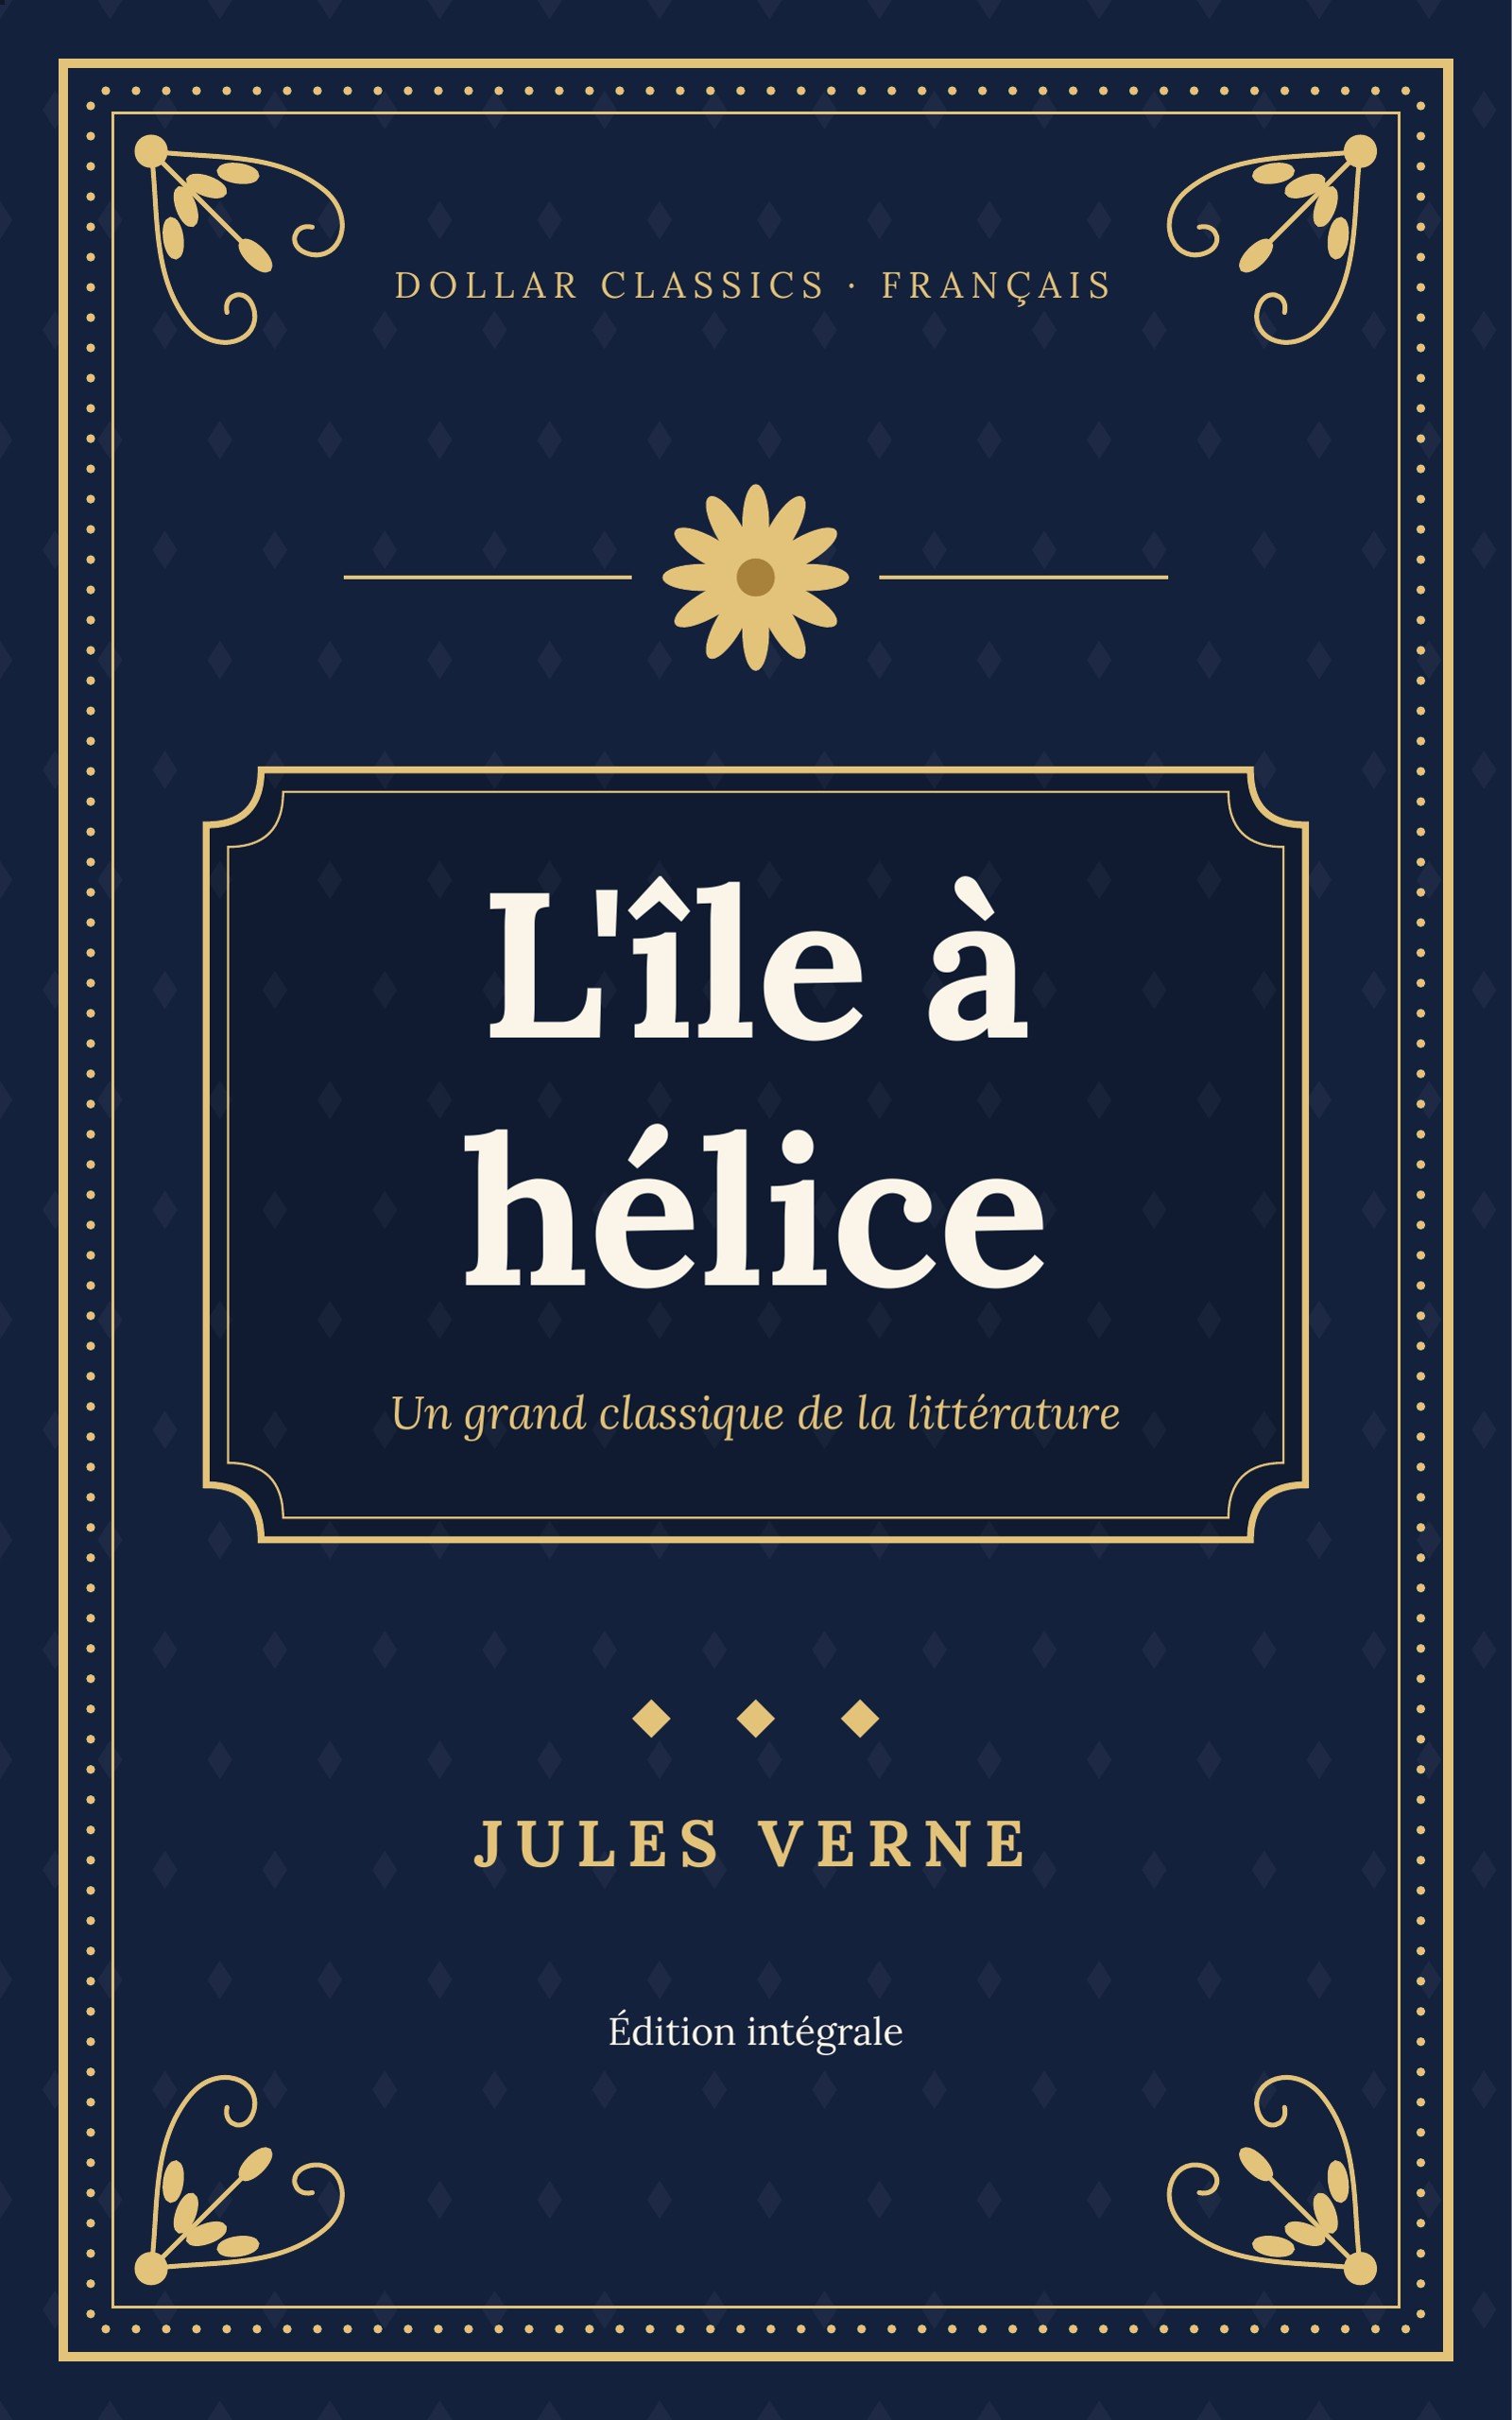 DOLLAR CLASSICS · FRANÇAIS
L'île à
hélice
Un grand classique de la littérature
JULES VERNE
Édition intégrale